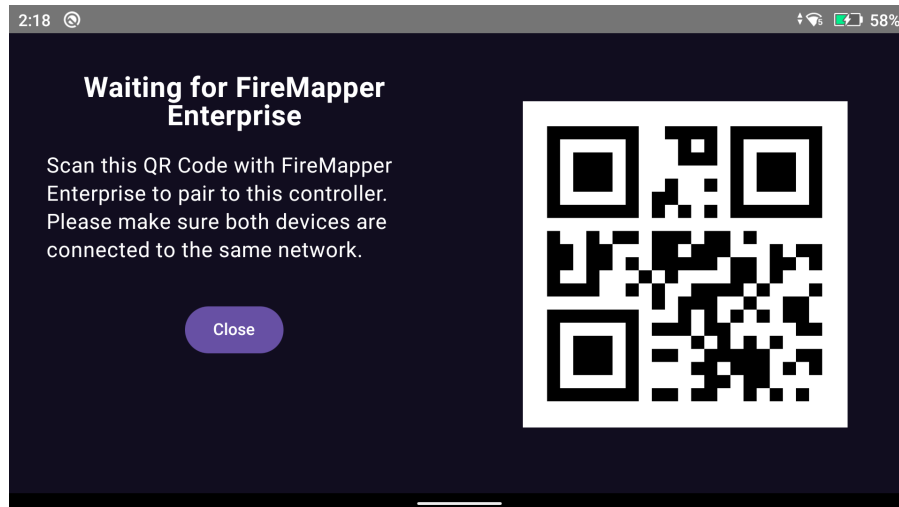 2:18
5
58%
Waiting for FireMapper
Enterprise
Scan this QR Code with FireMapper
Enterprise to pair to this controller.
Please make sure both devices are
connected to the same network.
Close